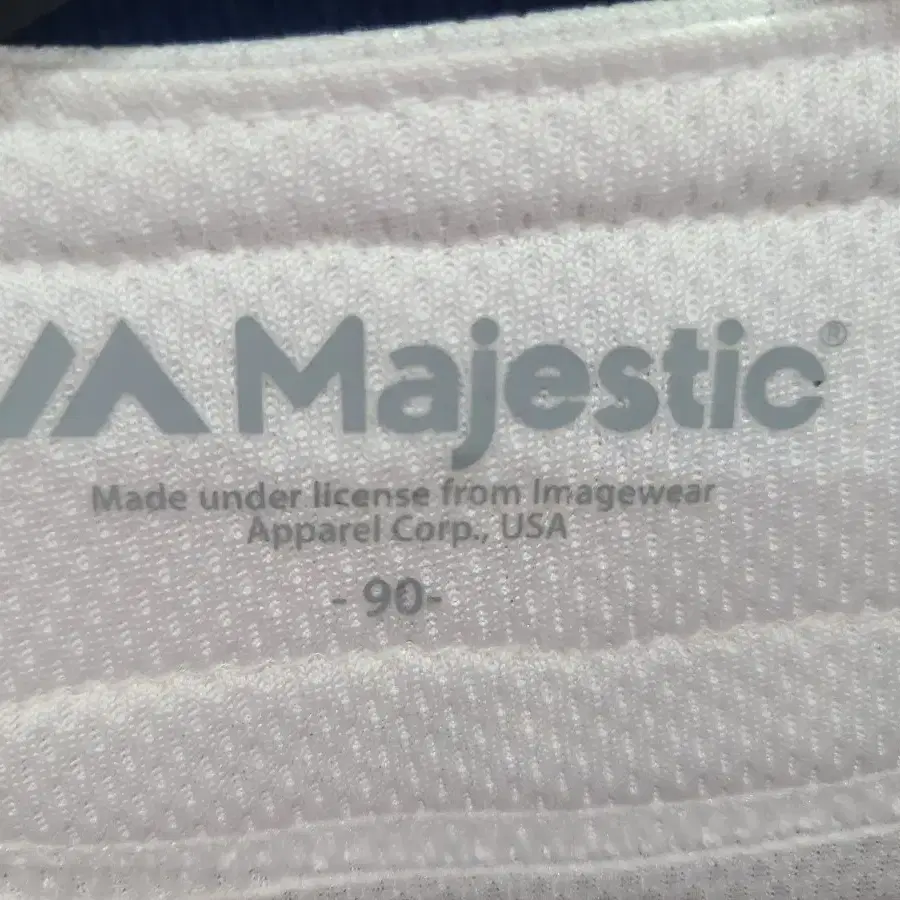 Majestic®
Made under license from Imagewear
Apparel Corp., USA
- 90-